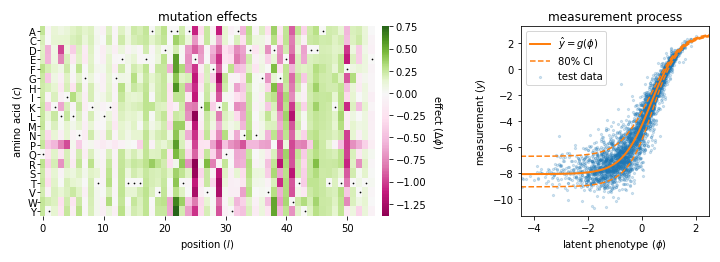 mutation effects
A
C
D
E
F
G
H
I
K
L
M
N
P
Q
R
S
T
V
W
Y
amino acid (c)
0 10 20 30 40 50
position (l)
0.75
0.50
0.25
0.00
−0.25
−0.50
−0.75
−1.00
−1.25
effect (Δϕ)
measurement process
ŷ = g(ϕ)
80% CI
test data
2
0
−2
−4
−6
−8
−10
measurement (y)
−4 −2 0 2
latent phenotype (ϕ)